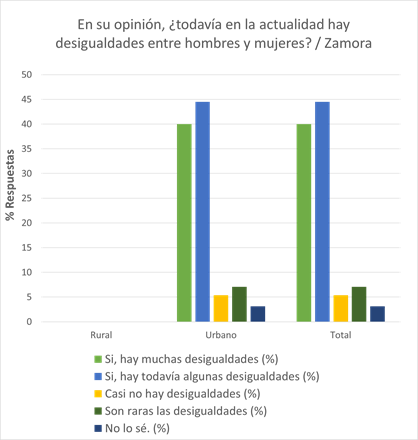 En su opinión, ¿todavía en la actualidad hay
desigualdades entre hombres y mujeres? / Zamora
% Respuestas
50
45
40
35
30
25
20
15
10
5
0
Rural Urbano Total
Si, hay muchas desigualdades (%)
Si, hay todavía algunas desigualdades (%)
Casi no hay desigualdades (%)
Son raras las desigualdades (%)
No lo sé. (%)